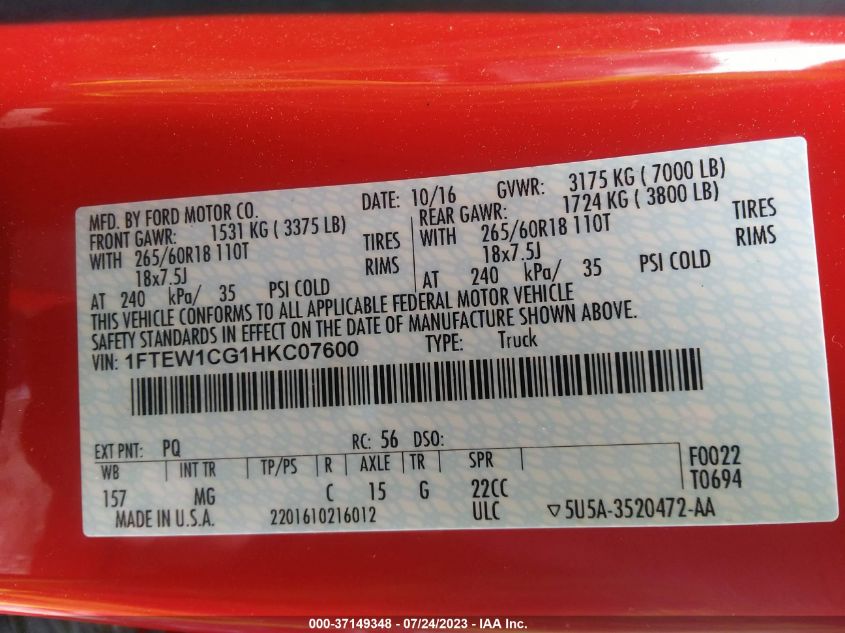 MFD. BY FORD MOTOR CO. DATE: 10/16 GVWR: 3175 KG ( 7000 LB)
FRONT GAWR: 1531 KG ( 3375 LB) REAR GAWR: 1724 KG ( 3800 LB)
WITH 265/60R18 110T TIRES WITH 265/60R18 110T TIRES
18x7.5J RIMS 18x7.5J RIMS
AT 240 kPa/ 35 PSI COLD AT 240 kPa/ 35 PSI COLD
THIS VEHICLE CONFORMS TO ALL APPLICABLE FEDERAL MOTOR VEHICLE
SAFETY STANDARDS IN EFFECT ON THE DATE OF MANUFACTURE SHOWN ABOVE.
VIN: 1FTEW1CG1HKC07600 TYPE: Truck
EXT PNT: PQ RC: 56 DSO:
WB INT TR TP/PS R AXLE TR SPR F0022
157 MG C 15 G 22CC T0694
MADE IN U.S.A. 2201610216012 ULC ▽5U5A-3520472-AA
000-37149348 - 07/24/2023 - IAA Inc.